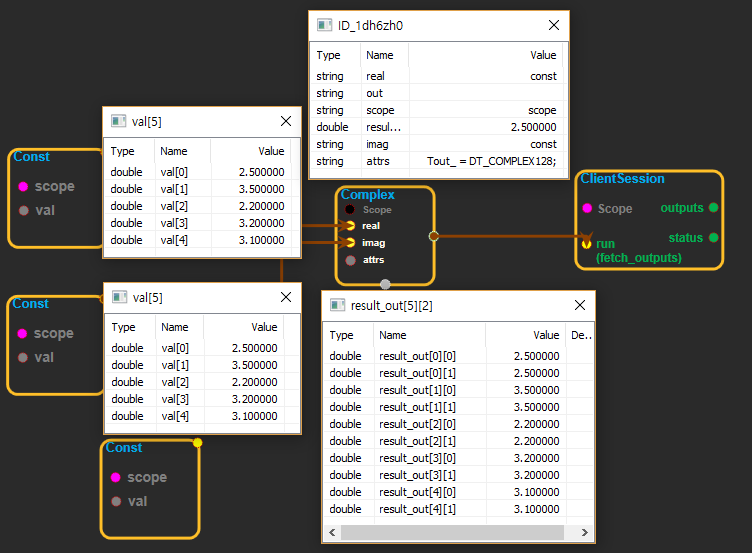 ID_1dh6zh0
Type Name Value
string real const
string out
string scope scope
double resul... 2.500000
string imag const
string attrs Tout_ = DT_COMPLEX128;
val[5]
Type Name Value
double val[0] 2.500000
double val[1] 3.500000
double val[2] 2.200000
double val[3] 3.200000
double val[4] 3.100000
Const
scope
val
Complex
Scope
real
imag
attrs
ClientSession
Scope outputs
status
run
(fetch_outputs)
Const
scope
val
val[5]
Type Name Value
double val[0] 2.500000
double val[1] 3.500000
double val[2] 2.200000
double val[3] 3.200000
double val[4] 3.100000
result_out[5][2]
Type Name Value De...
double result_out[0][0] 2.500000
double result_out[0][1] 2.500000
double result_out[1][0] 3.500000
double result_out[1][1] 3.500000
double result_out[2][0] 2.200000
double result_out[2][1] 2.200000
double result_out[3][0] 3.200000
double result_out[3][1] 3.200000
double result_out[4][0] 3.100000
double result_out[4][1] 3.100000
Const
scope
val